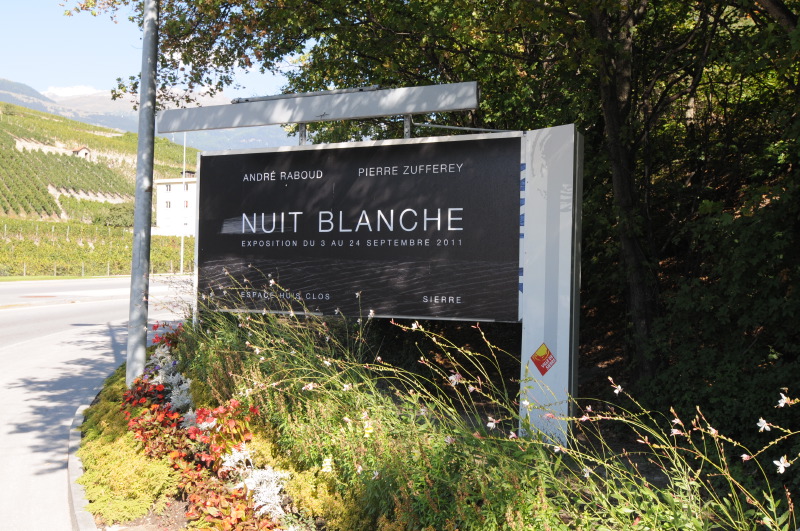 ANDRÉ RABOUD PIERRE ZUFFEREY
NUIT BLANCHE
EXPOSITION DU 3 AU 24 SEPTEMBRE 2011
ESPACE HUIS CLOS SIERRE